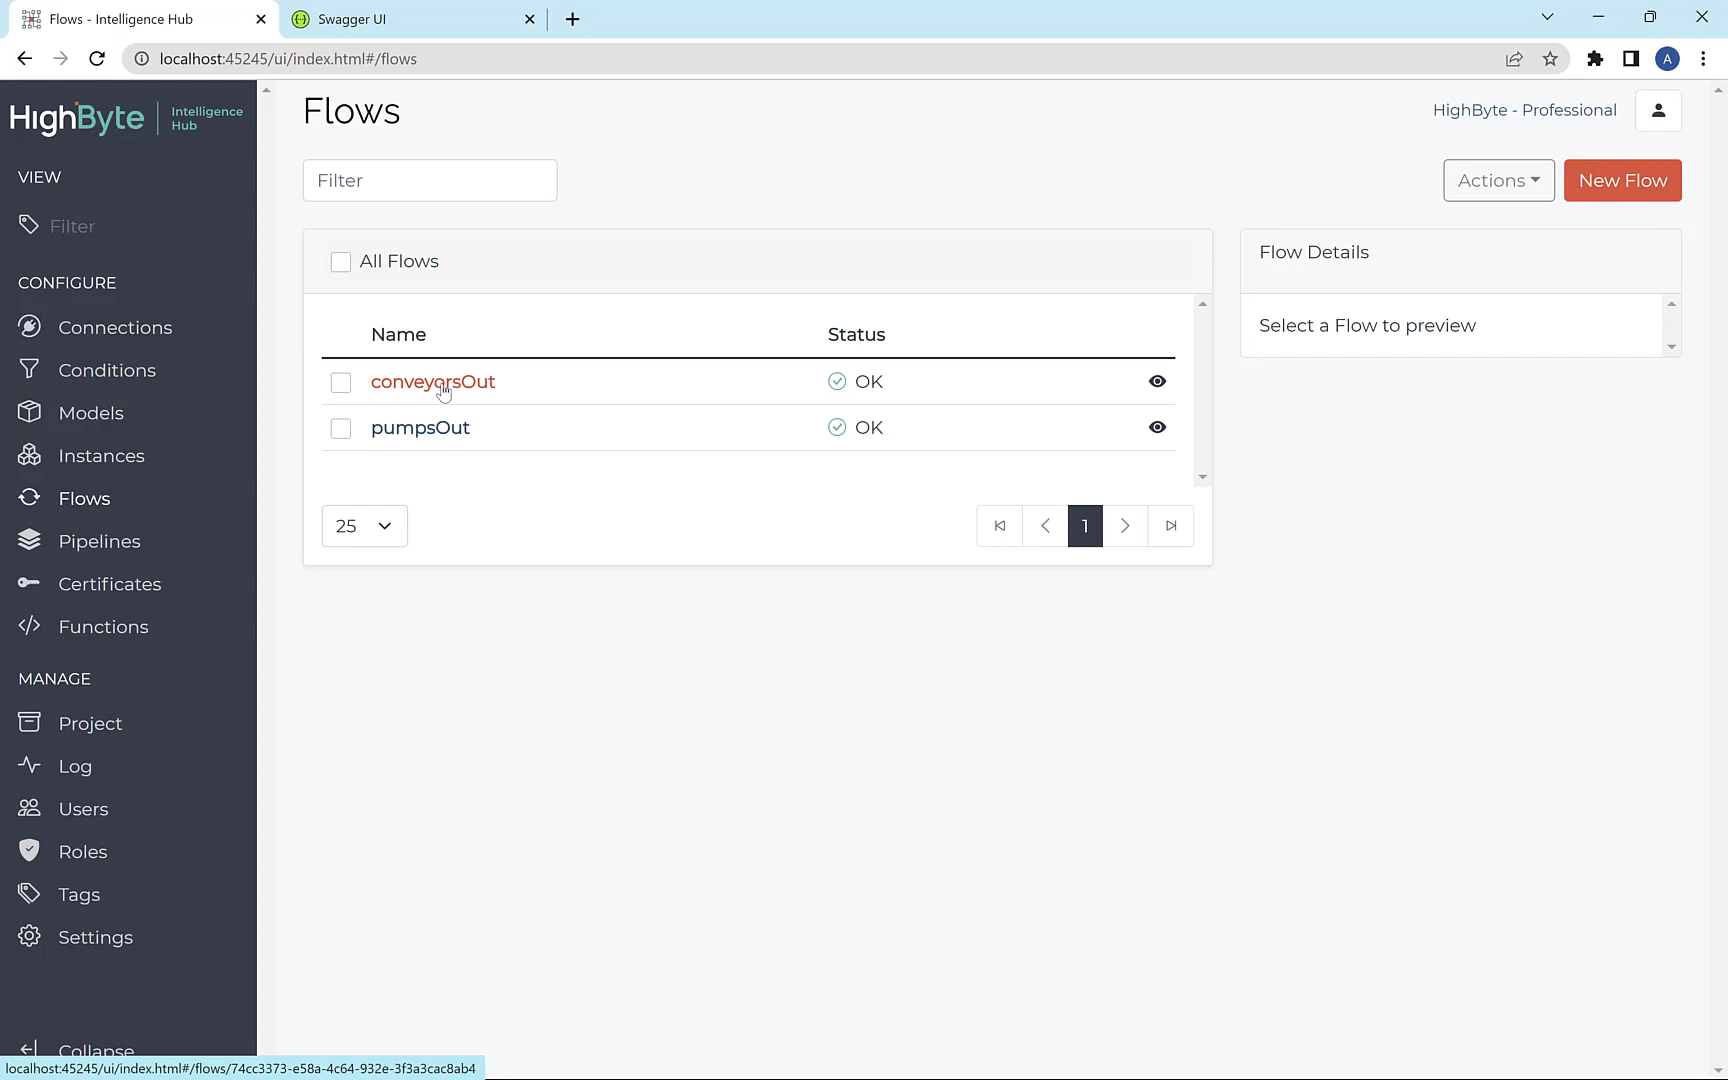 Flows - Intelligence Hub
Swagger UI
localhost:45245/ui/index.html#/flows
A
HighByte
Intelligence
Hub
VIEW
Filter
CONFIGURE
Connections
Conditions
Models
Instances
Flows
Pipelines
Certificates
Functions
MANAGE
Project
Log
Users
Roles
Tags
Settings
Collapse
localhost:45245/ui/index.html#/flows/74cc3373-e58a-4c64-932e-3f3a3cac8ab4
Flows
HighByte - Professional
Filter
Actions
New Flow
All Flows
Name Status
conveyorsOut OK
pumpsOut OK
25
1
Flow Details
Select a Flow to preview